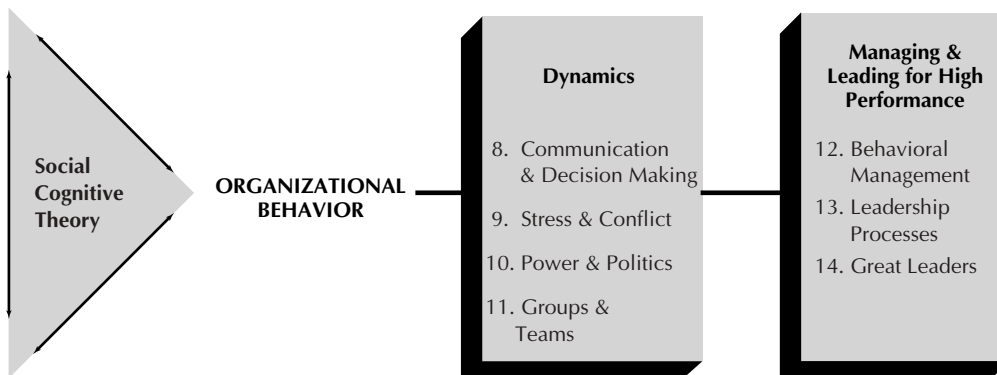 Social
Cognitive
Theory
ORGANIZATIONAL
BEHAVIOR
Dynamics
8. Communication
& Decision Making
9. Stress & Conflict
10. Power & Politics
11. Groups &
Teams
Managing &
Leading for High
Performance
12. Behavioral
Management
13. Leadership
Processes
14. Great Leaders